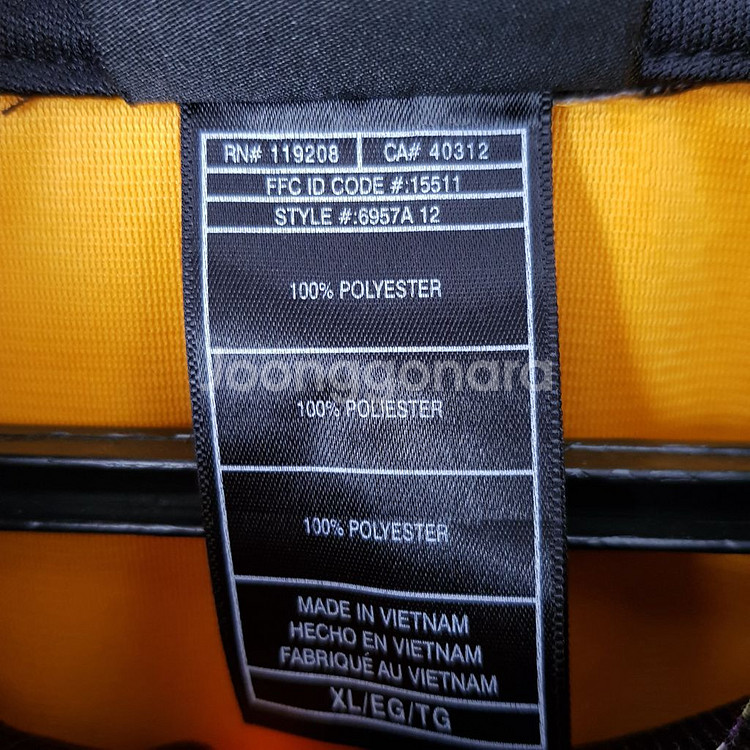 RN# 119208 CA# 40312
FFC ID CODE #:15511
STYLE #:6957A 12
100% POLYESTER
Joonggonara
100% POLIESTER
100% POLYESTER
MADE IN VIETNAM
HECHO EN VIETNAM
FABRIQUÉ AU VIETNAM
XL/EG/TG